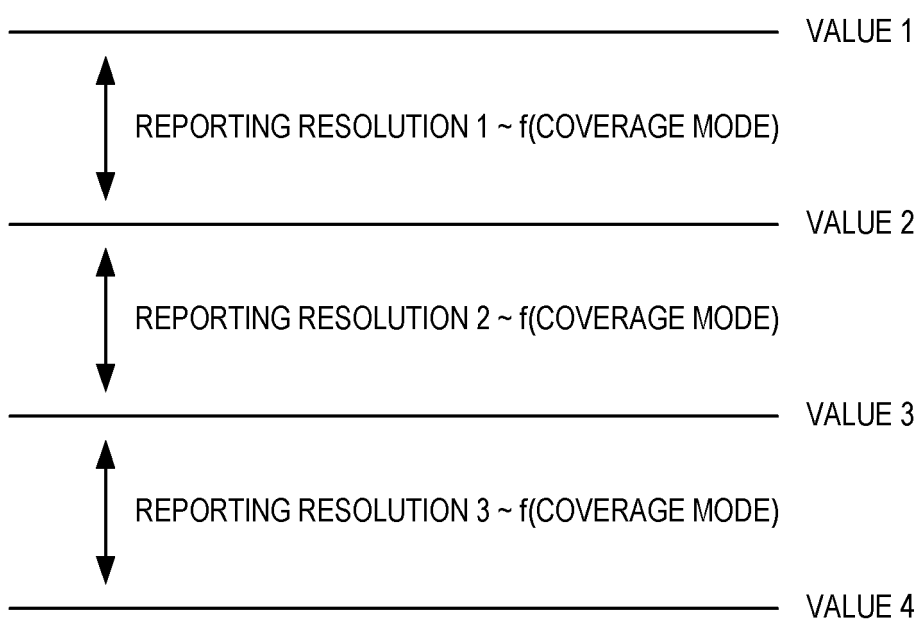 VALUE 1
REPORTING RESOLUTION 1 ~ f(COVERAGE MODE)
VALUE 2
REPORTING RESOLUTION 2 ~ f(COVERAGE MODE)
VALUE 3
REPORTING RESOLUTION 3 ~ f(COVERAGE MODE)
VALUE 4